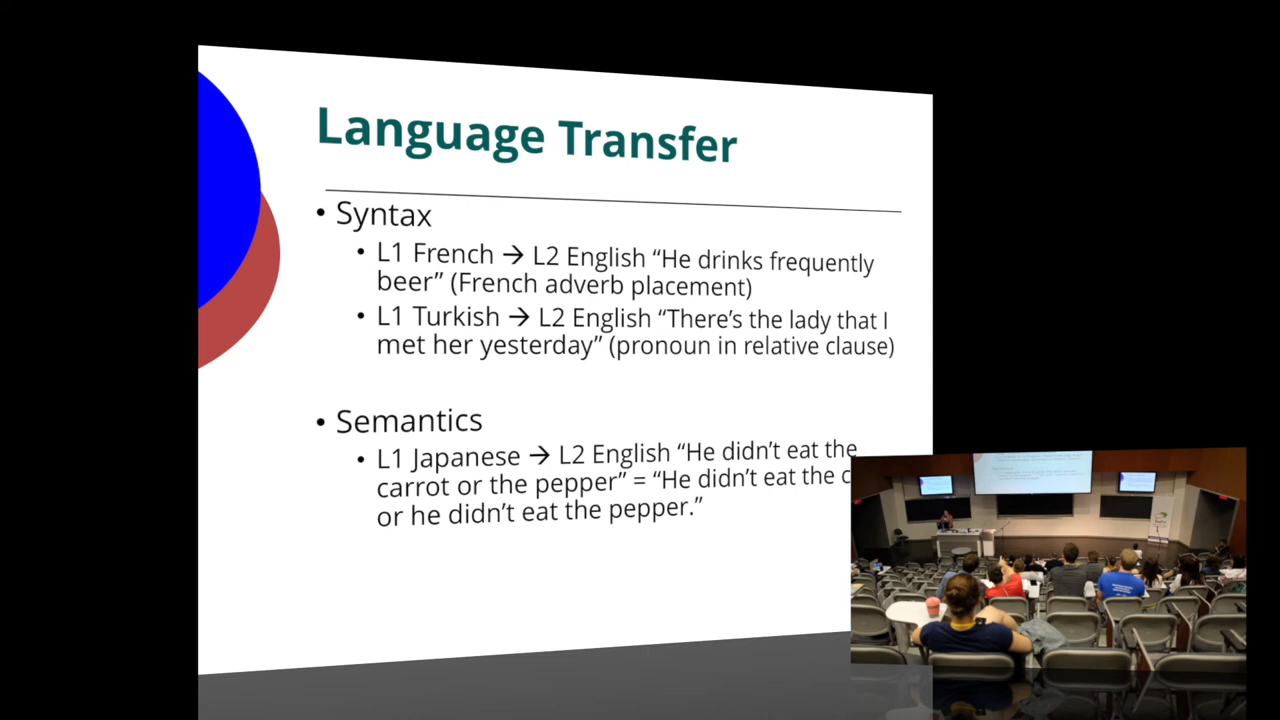 Language Transfer
• Syntax
• L1 French → L2 English “He drinks frequently
beer” (French adverb placement)
• L1 Turkish → L2 English “There’s the lady that I
met her yesterday” (pronoun in relative clause)
• Semantics
• L1 Japanese → L2 English “He didn’t eat the
carrot or the pepper” = “He didn’t eat the
or he didn’t eat the pepper.”